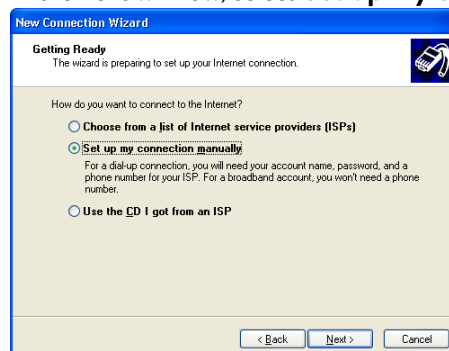 New Connection Wizard
Getting Ready
The wizard is preparing to set up your Internet connection.
How do you want to connect to the Internet?
Choose from a list of Internet service providers (ISPs)
Set up my connection manually
For a dial-up connection, you will need your account name, password, and a
phone number for your ISP. For a broadband account, you won't need a phone
number.
Use the CD I got from an ISP
< Back Next > Cancel